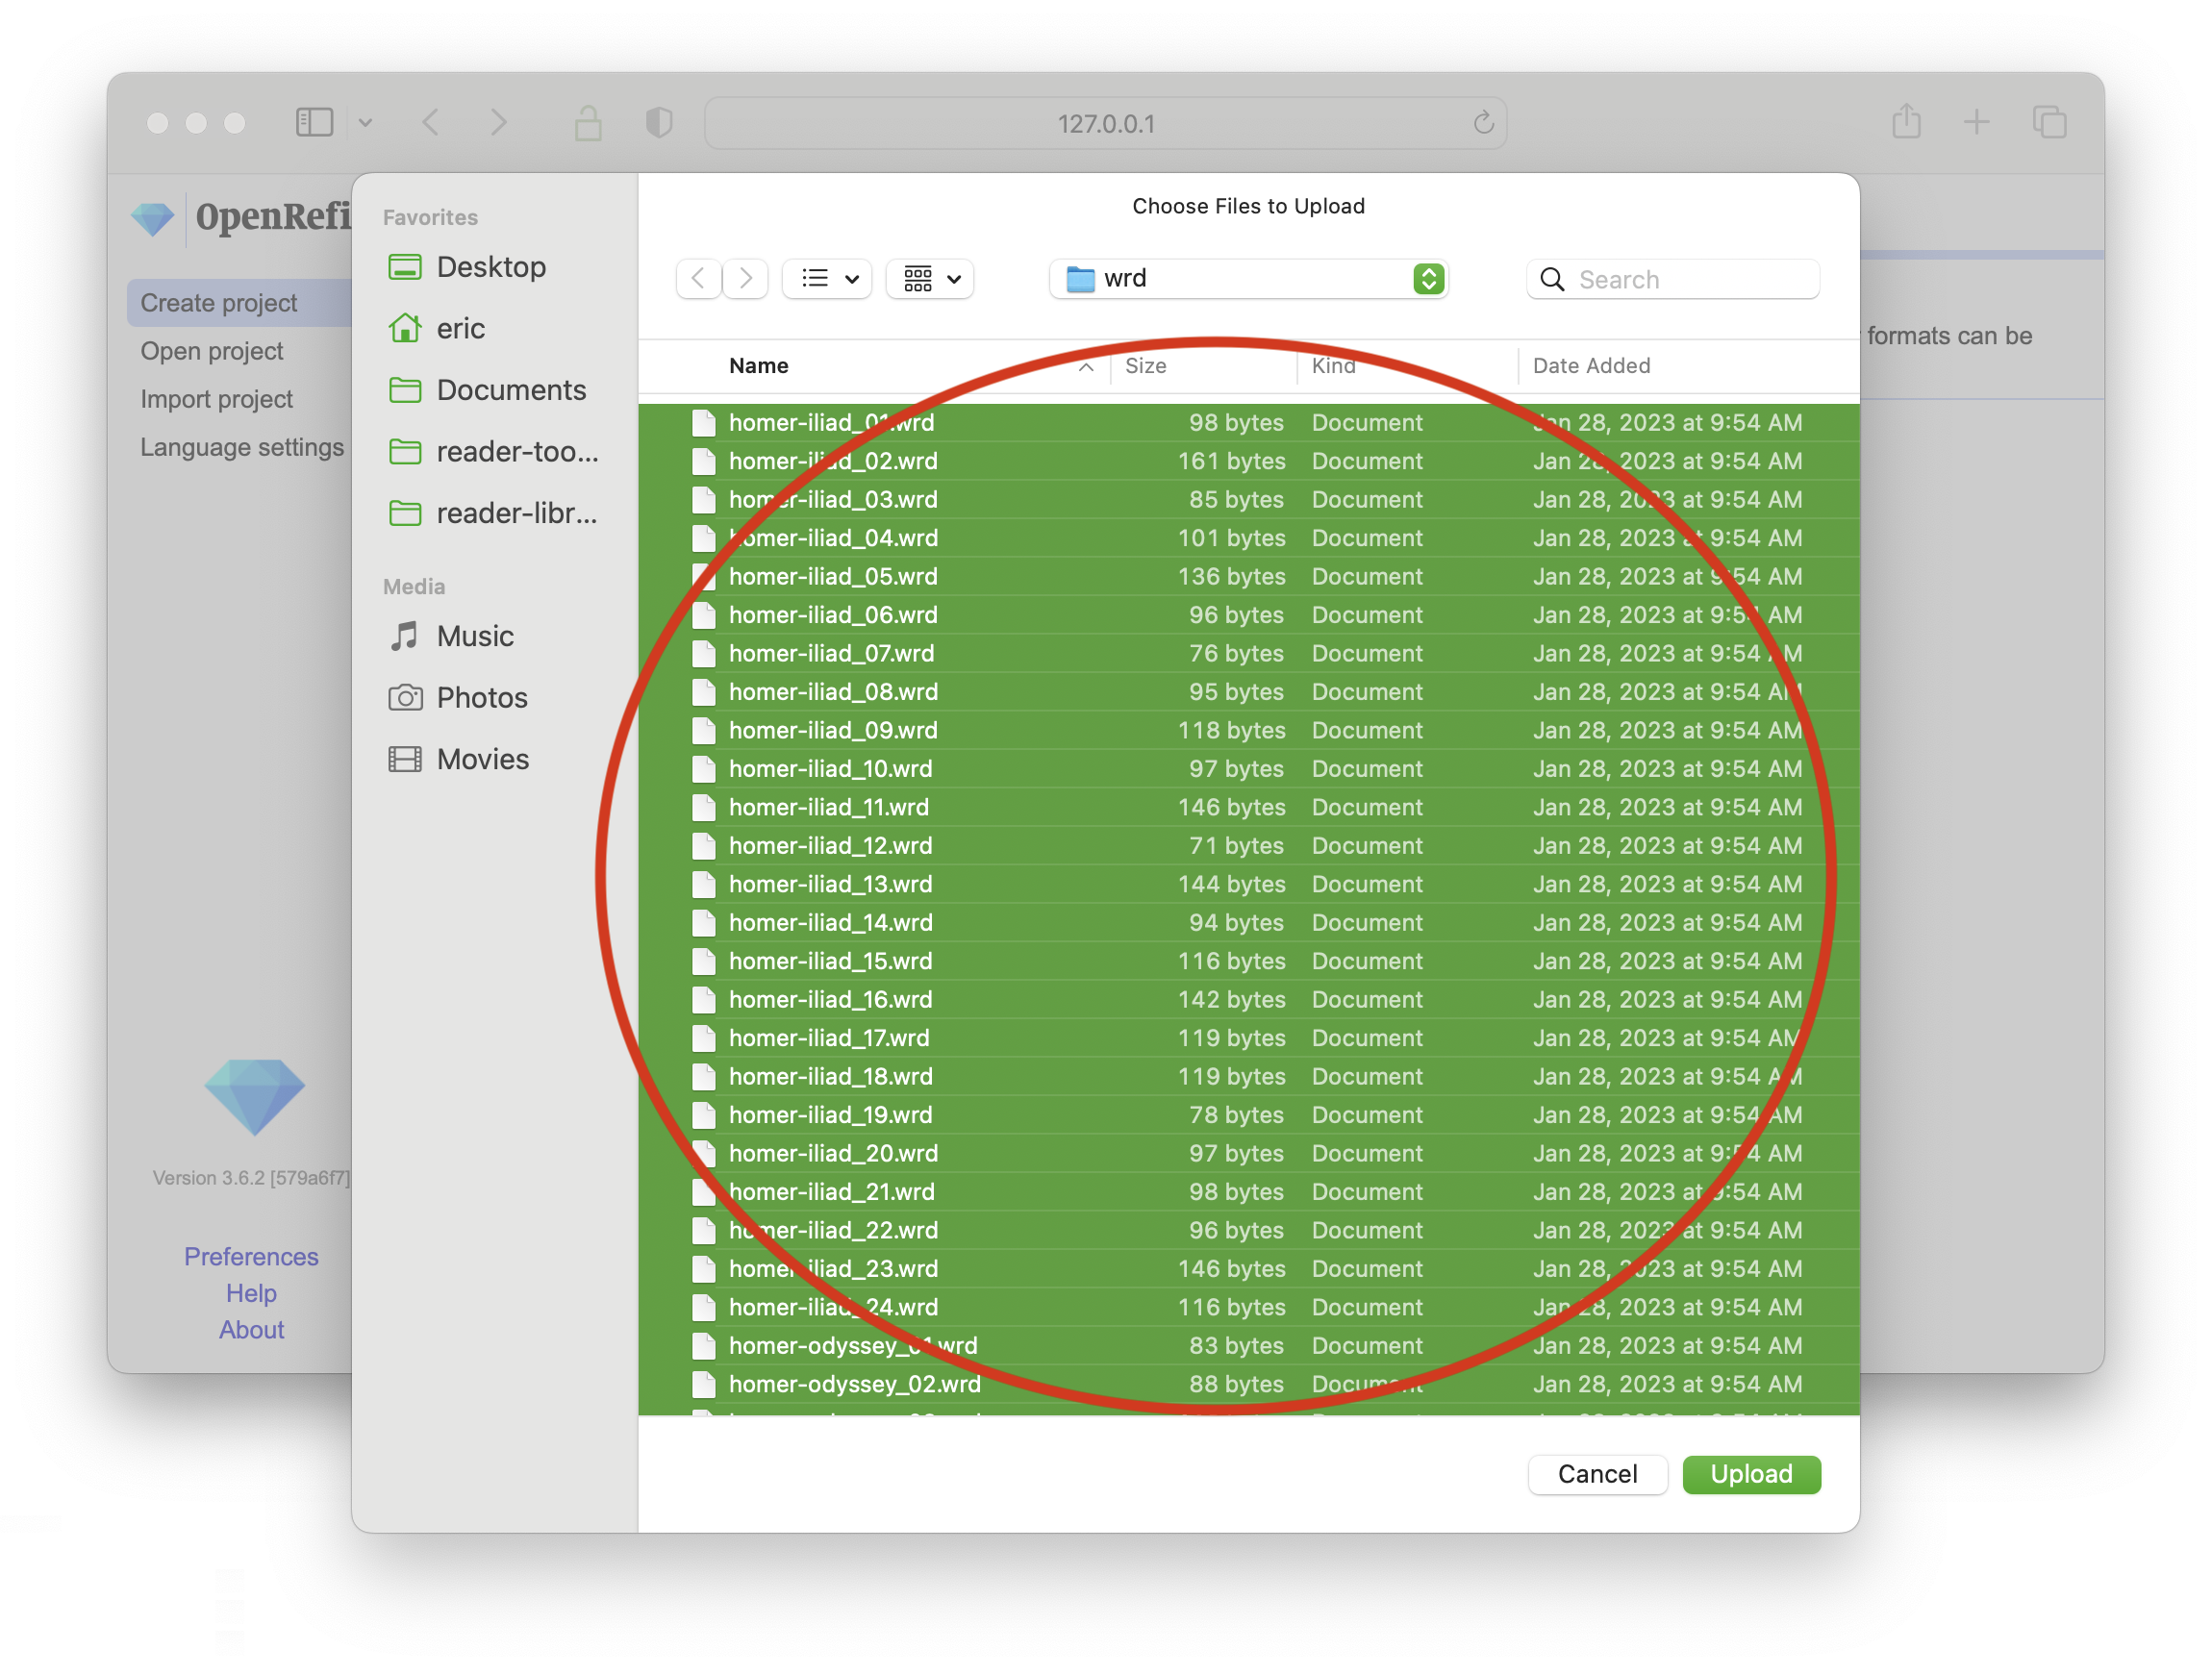 127.0.0.1
OpenRefi
Create project
Open project
Import project
Language settings
formats can be
Version 3.6.2 [579a6f7]
Preferences
Help
About
Favorites
Desktop
eric
Documents
reader-too...
reader-libr...
Media
Music
Photos
Movies
Choose Files to Upload
wrd
Search
Name Size Kind Date Added
homer-iliad_01.wrd 98 bytes Document Jan 28, 2023 at 9:54 AM
homer-iliad_02.wrd 161 bytes Document Jan 28, 2023 at 9:54 AM
homer-iliad_03.wrd 85 bytes Document Jan 28, 2023 at 9:54 AM
homer-iliad_04.wrd 101 bytes Document Jan 28, 2023 at 9:54 AM
homer-iliad_05.wrd 136 bytes Document Jan 28, 2023 at 9:54 AM
homer-iliad_06.wrd 96 bytes Document Jan 28, 2023 at 9:54 AM
homer-iliad_07.wrd 76 bytes Document Jan 28, 2023 at 9:54 AM
homer-iliad_08.wrd 95 bytes Document Jan 28, 2023 at 9:54 AM
homer-iliad_09.wrd 118 bytes Document Jan 28, 2023 at 9:54 AM
homer-iliad_10.wrd 97 bytes Document Jan 28, 2023 at 9:54 AM
homer-iliad_11.wrd 146 bytes Document Jan 28, 2023 at 9:54 AM
homer-iliad_12.wrd 71 bytes Document Jan 28, 2023 at 9:54 AM
homer-iliad_13.wrd 144 bytes Document Jan 28, 2023 at 9:54 AM
homer-iliad_14.wrd 94 bytes Document Jan 28, 2023 at 9:54 AM
homer-iliad_15.wrd 116 bytes Document Jan 28, 2023 at 9:54 AM
homer-iliad_16.wrd 142 bytes Document Jan 28, 2023 at 9:54 AM
homer-iliad_17.wrd 119 bytes Document Jan 28, 2023 at 9:54 AM
homer-iliad_18.wrd 119 bytes Document Jan 28, 2023 at 9:54 AM
homer-iliad_19.wrd 78 bytes Document Jan 28, 2023 at 9:54 AM
homer-iliad_20.wrd 97 bytes Document Jan 28, 2023 at 9:54 AM
homer-iliad_21.wrd 98 bytes Document Jan 28, 2023 at 9:54 AM
homer-iliad_22.wrd 96 bytes Document Jan 28, 2023 at 9:54 AM
homer-iliad_23.wrd 146 bytes Document Jan 28, 2023 at 9:54 AM
homer-iliad_24.wrd 116 bytes Document Jan 28, 2023 at 9:54 AM
homer-odyssey_01.wrd 83 bytes Document Jan 28, 2023 at 9:54 AM
homer-odyssey_02.wrd 88 bytes Document Jan 28, 2023 at 9:54 AM
Cancel Upload